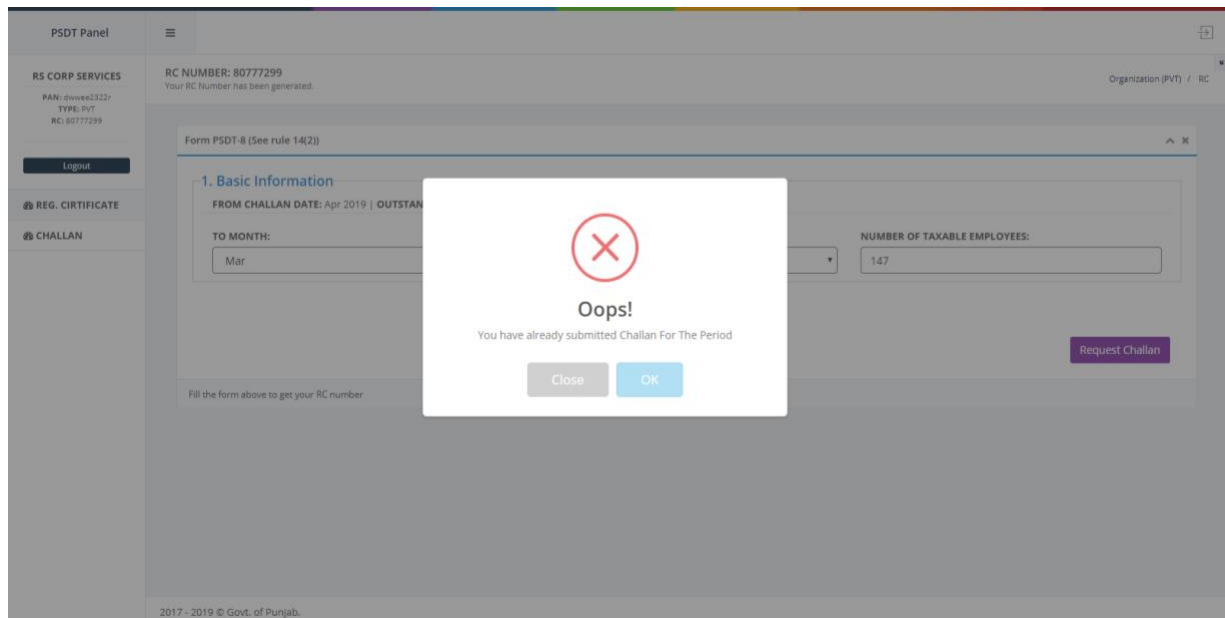 PSDT Panel
RS CORP SERVICES
PAN: dwwee2322r
TYPE: PVT
RC: 80777299
Logout
REG. CIRTIFICATE
CHALLAN
RC NUMBER: 80777299
Your RC Number has been generated.
Organization (PVT) / RC
Form PSDT-8 (See rule 14(2))
1. Basic Information
FROM CHALLAN DATE: Apr 2019 | OUTSTAN
TO MONTH:
Mar
NUMBER OF TAXABLE EMPLOYEES:
147
Oops!
You have already submitted Challan For The Period
Close
OK
Request Challan
Fill the form above to get your RC number
2017 - 2019 © Govt. of Punjab.